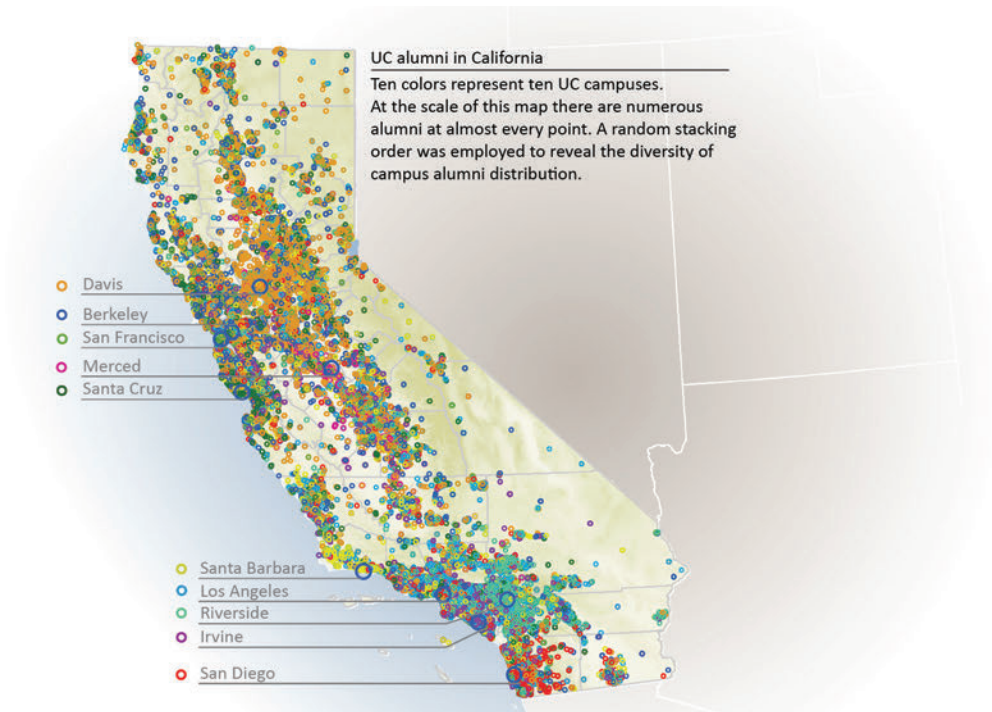 UC alumni in California
Ten colors represent ten UC campuses.
At the scale of this map there are numerous
alumni at almost every point. A random stacking
order was employed to reveal the diversity of
campus alumni distribution.
Davis
Berkeley
San Francisco
Merced
Santa Cruz
Santa Barbara
Los Angeles
Riverside
Irvine
San Diego